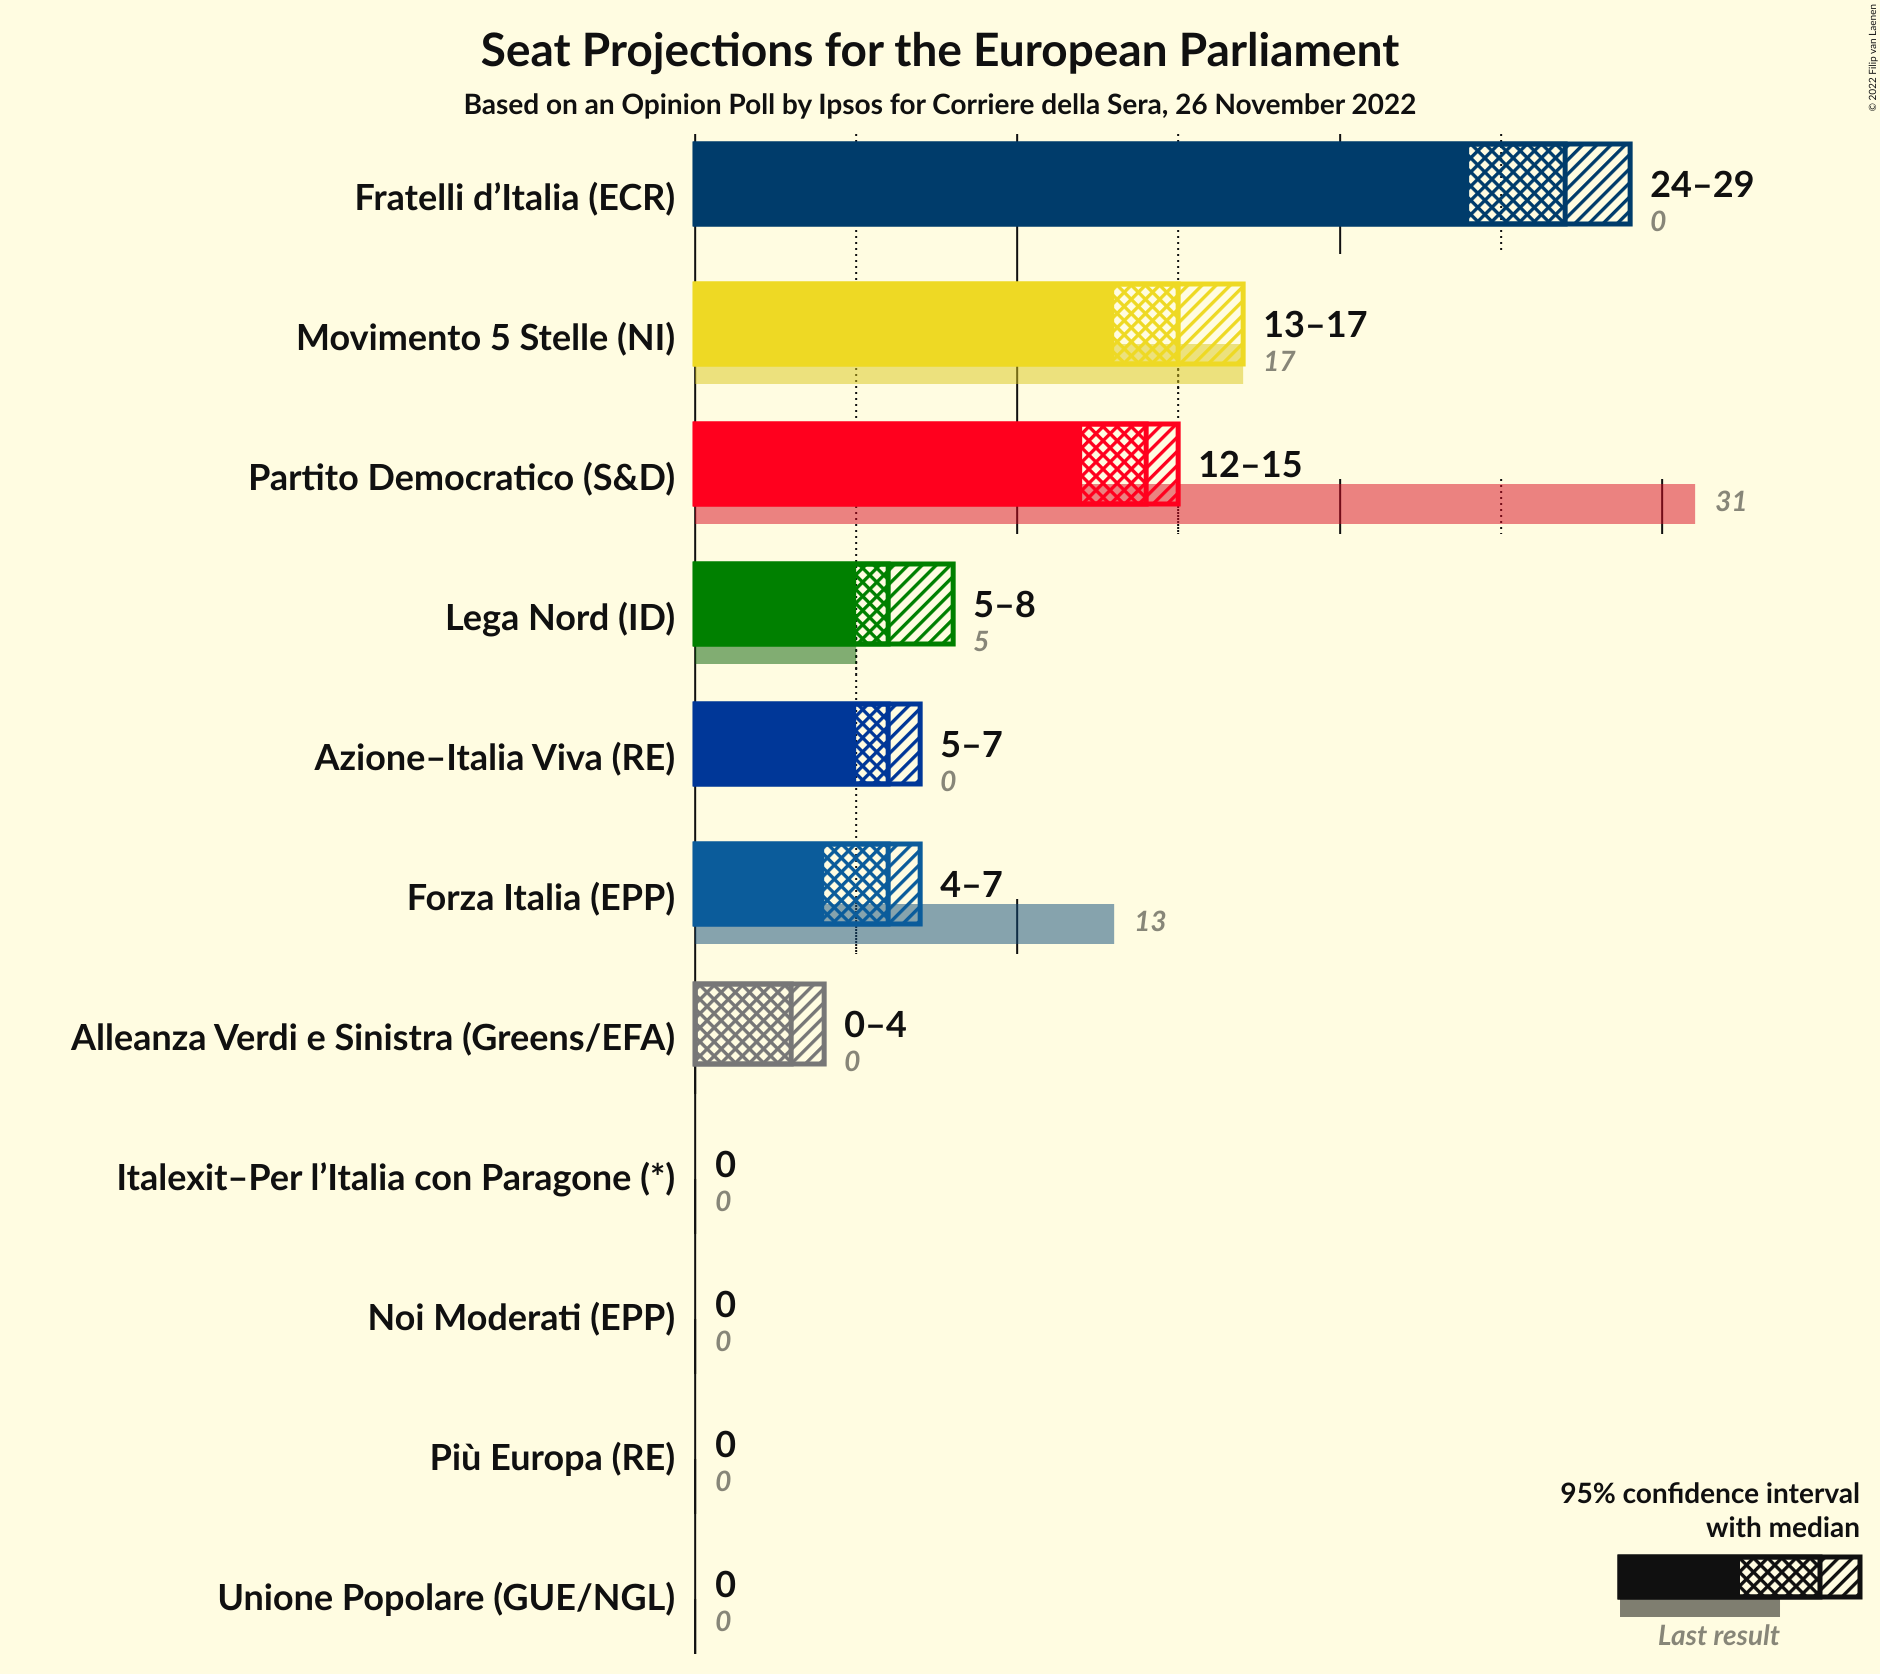 Seat Projections for the European Parliament
Based on an Opinion Poll by Ipsos for Corriere della Sera, 26 November 2022
© 2022 Filip van Laenen
Fratelli d’Italia (ECR)
24–29
0
Movimento 5 Stelle (NI)
13–17
17
Partito Democratico (S&D)
12–15
31
Lega Nord (ID)
5–8
5
Azione–Italia Viva (RE)
5–7
0
Forza Italia (EPP)
4–7
13
Alleanza Verdi e Sinistra (Greens/EFA)
0–4
0
Italexit–Per l’Italia con Paragone (*)
0
0
Noi Moderati (EPP)
0
0
Più Europa (RE)
0
0
Unione Popolare (GUE/NGL)
0
0
95% confidence interval
with median
Last result